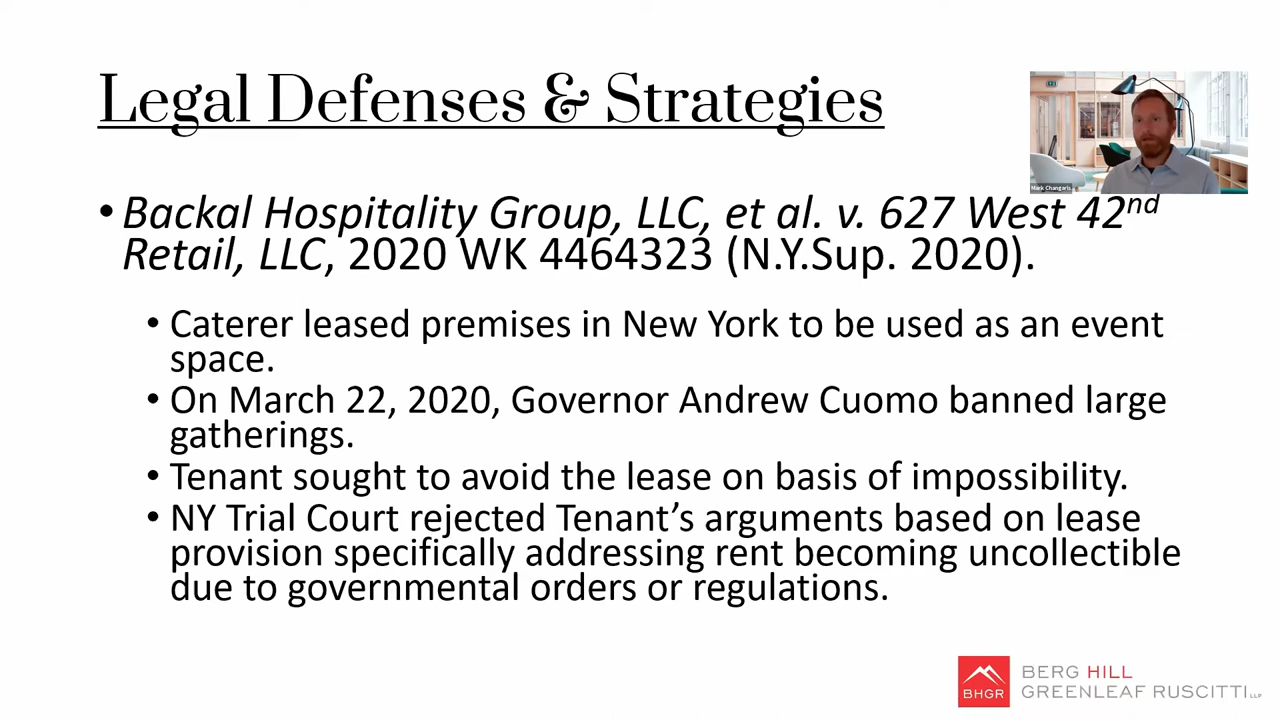 Legal Defenses & Strategies
Mark Changaris
• Backal Hospitality Group, LLC, et al. v. 627 West 42nd
Retail, LLC, 2020 WK 4464323 (N.Y.Sup. 2020).
• Caterer leased premises in New York to be used as an event
space.
• On March 22, 2020, Governor Andrew Cuomo banned large
gatherings.
• Tenant sought to avoid the lease on basis of impossibility.
• NY Trial Court rejected Tenant’s arguments based on lease
provision specifically addressing rent becoming uncollectible
due to governmental orders or regulations.
BHGR
BERG HILL
GREENLEAF RUSCITTI LLP